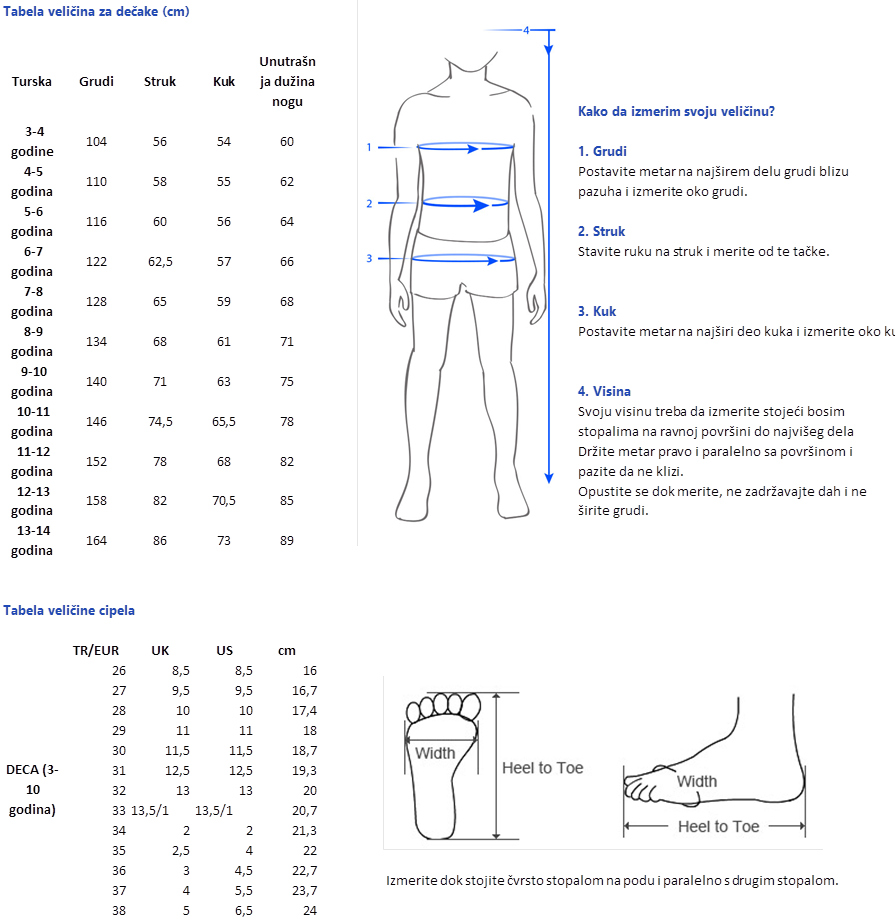 Tabela veličina za dečake (cm)
Turska Grudi Struk Kuk Unutrašn
ja dužina
nogu
3-4
godine 104 56 54 60
4-5
godina 110 58 55 62
5-6
godina 116 60 56 64
6-7
godina 122 62,5 57 66
7-8
godina 128 65 59 68
8-9
godina 134 68 61 71
9-10
godina 140 71 63 75
10-11
godina 146 74,5 65,5 78
11-12
godina 152 78 68 82
12-13
godina 158 82 70,5 85
13-14
godina 164 86 73 89
4
1
2
3
Kako da izmerim svoju veličinu?
1. Grudi
Postavite metar na najširem delu grudi blizu
pazuha i izmerite oko grudi.
2. Struk
Stavite ruku na struk i merite od te tačke.
3. Kuk
Postavite metar na najširi deo kuka i izmerite oko ku
4. Visina
Svoju visinu treba da izmerite stojeći bosim
stopalima na ravnoj površini do najvišeg dela
Držite metar pravo i paralelno sa površinom i
pazite da ne klizi.
Opustite se dok merite, ne zadržavajte dah i ne
širite grudi.
Tabela veličine cipela
TR/EUR UK US cm
DECA (3-
10
godina)
26 8,5 8,5 16
27 9,5 9,5 16,7
28 10 10 17,4
29 11 11 18
30 11,5 11,5 18,7
31 12,5 12,5 19,3
32 13 13 20
33 13,5/1 13,5/1 20,7
34 2 2 21,3
35 2,5 4 22
36 3 4,5 22,7
37 4 5,5 23,7
38 5 6,5 24
Width
Heel to Toe
Width
Heel to Toe
Izmerite dok stojite čvrsto stopalom na podu i paralelno s drugim stopalom.